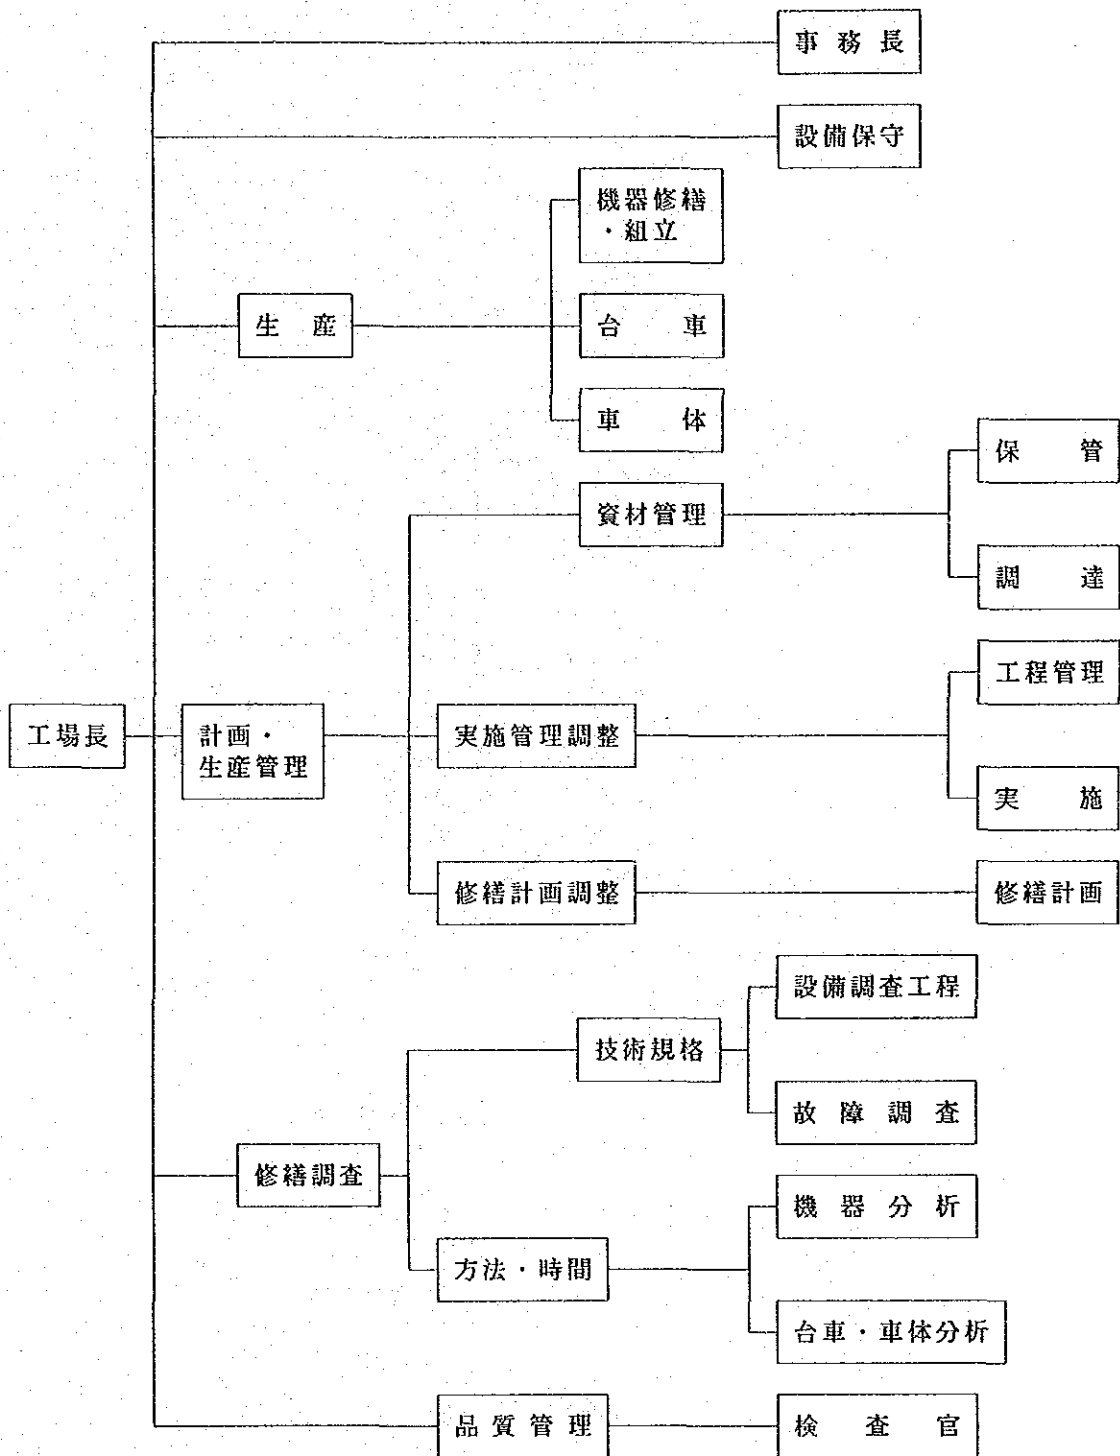 事務長
設備保守
機器修繕
・組立
生産
台車
車体
保管
資材管理
調達
工程管理
工場長
計画・
生産管理
実施管理調整
実施
修繕計画調整
修繕計画
設備調査工程
技術規格
故障調査
修繕調査
機器分析
方法・時間
台車・車体分析
品質管理
検査官